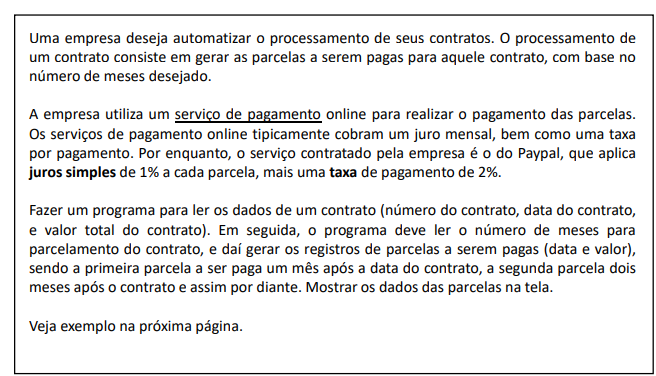 Uma empresa deseja automatizar o processamento de seus contratos. O processamento de
um contrato consiste em gerar as parcelas a serem pagas para aquele contrato, com base no
número de meses desejado.
A empresa utiliza um serviço de pagamento online para realizar o pagamento das parcelas.
Os serviços de pagamento online tipicamente cobram um juro mensal, bem como uma taxa
por pagamento. Por enquanto, o serviço contratado pela empresa é o do Paypal, que aplica
juros simples de 1% a cada parcela, mais uma taxa de pagamento de 2%.
Fazer um programa para ler os dados de um contrato (número do contrato, data do contrato,
e valor total do contrato). Em seguida, o programa deve ler o número de meses para
parcelamento do contrato, e daí gerar os registros de parcelas a serem pagas (data e valor),
sendo a primeira parcela a ser paga um mês após a data do contrato, a segunda parcela dois
meses após o contrato e assim por diante. Mostrar os dados das parcelas na tela.
Veja exemplo na próxima página.